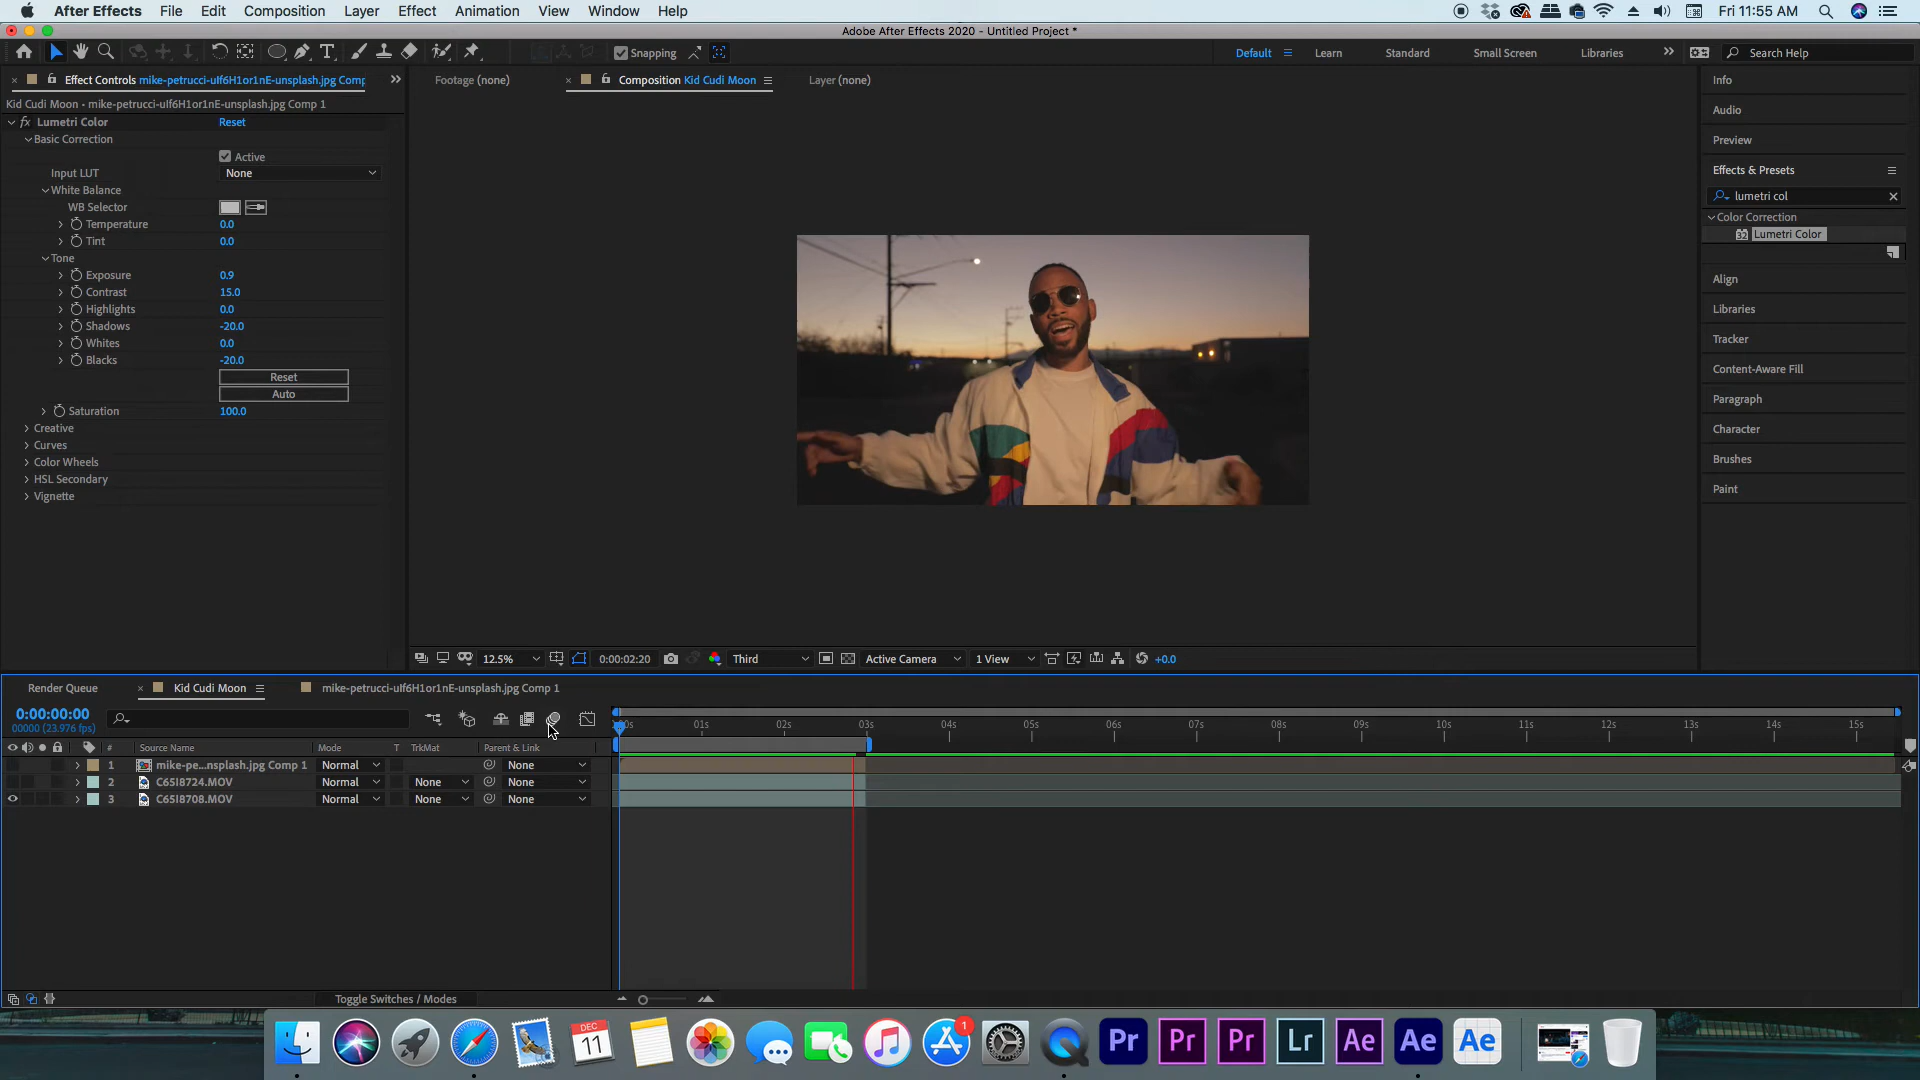 After Effects File Edit Composition Layer Effect Animation View Window Help Fri 11:55 AM
Adobe After Effects 2020 - Untitled Project *
Snapping Default Learn Standard Small Screen Libraries Search Help
Effect Controls mike-petrucci-uIf6H1or1nE-unsplash.jpg Comp
Footage (none) Composition Kid Cudi Moon Layer (none)
Kid Cudi Moon • mike-petrucci-uIf6H1or1nE-unsplash.jpg Comp 1
fx Lumetri Color Reset
Basic Correction
Active
Input LUT None
White Balance
WB Selector
Temperature 0.0
Tint 0.0
Tone
Exposure 0.9
Contrast 15.0
Highlights 0.0
Shadows -20.0
Whites 0.0
Blacks -20.0
Reset
Auto
Saturation 100.0
Creative
Curves
Color Wheels
HSL Secondary
Vignette
Info
Audio
Preview
Effects & Presets
lumetri col
Color Correction
32 Lumetri Color
Align
Libraries
Tracker
Content-Aware Fill
Paragraph
Character
Brushes
Paint
12.5% 0:00:02:20 Third Active Camera 1 View +0.0
Render Queue Kid Cudi Moon mike-petrucci-uIf6H1or1nE-unsplash.jpg Comp 1
0:00:00:00
00000 (23.976 fps)
01s 02s 03s 04s 05s 06s 07s 08s 09s 10s 11s 12s 13s 14s 15s
# Source Name Mode T TrkMat Parent & Link
1 mike-pe...nsplash.jpg Comp 1 Normal None
2 C65I8724.MOV Normal None None
3 C65I8708.MOV Normal None None
Toggle Switches / Modes
DEC
11
1
Pr Pr Pr Lr Ae Ae Ae